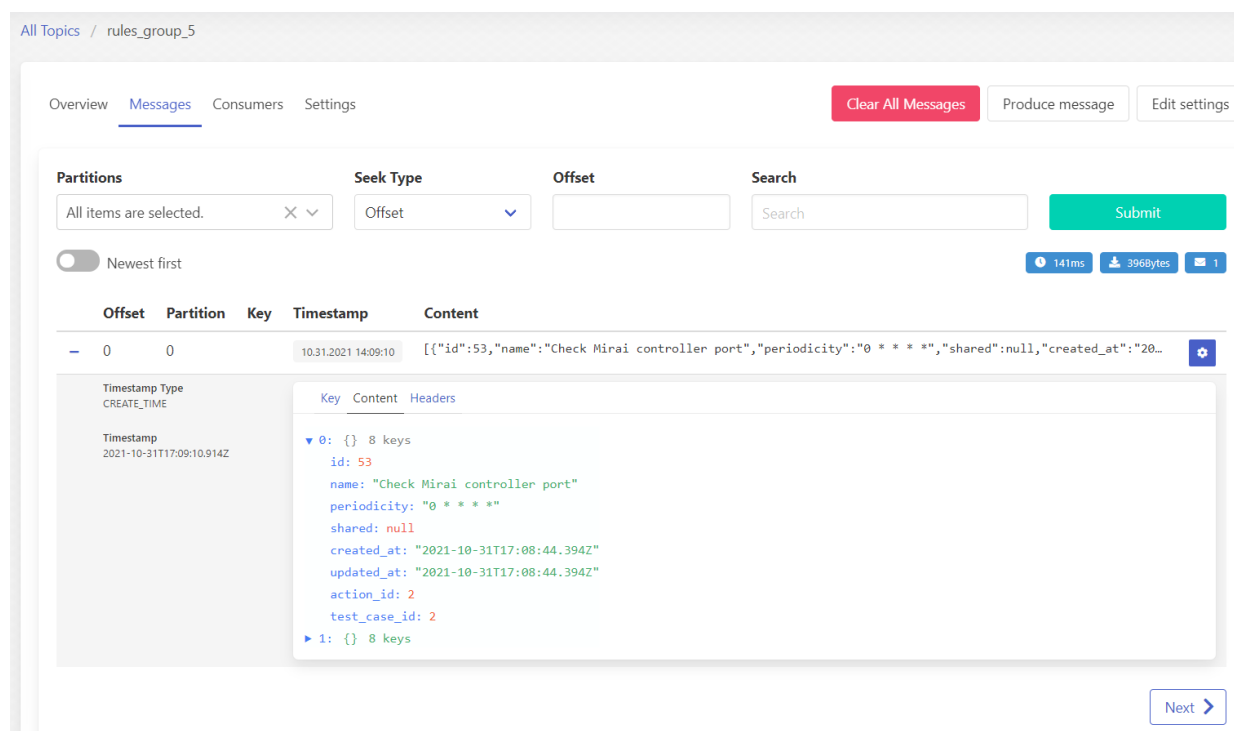 All Topics / rules_group_5
Overview Messages Consumers Settings Clear All Messages Produce message Edit settings
Partitions Seek Type Offset Search
All items are selected. Offset Search Submit
Newest first 141ms 396Bytes 1
Offset Partition Key Timestamp Content
0 0 10.31.2021 14:09:10 [{"id":53,"name":"Check Mirai controller port","periodicity":"0 * * * *","shared":null,"created_at":"20…
Timestamp Type
CREATE_TIME
Timestamp
2021-10-31T17:09:10.914Z
Key Content Headers
0: {} 8 keys
id: 53
name: "Check Mirai controller port"
periodicity: "0 * * * *"
shared: null
created_at: "2021-10-31T17:08:44.394Z"
updated_at: "2021-10-31T17:08:44.394Z"
action_id: 2
test_case_id: 2
1: {} 8 keys
Next